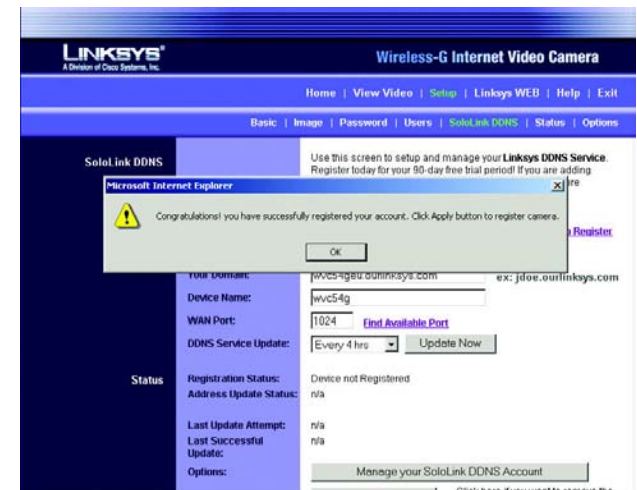 LINKSYS®
A Division of Cisco Systems, Inc.
Wireless-G Internet Video Camera
Home | View Video | Setup | Linksys WEB | Help | Exit
Basic | Image | Password | Users | SoloLink DDNS | Status | Options
SoloLink DDNS
Use this screen to setup and manage your Linksys DDNS Service.
Register today for your 90-day free trial period! If you are adding
Microsoft Internet Explorer
Congratulations! you have successfully registered your account. Click Apply button to register camera.
Register
OK
Your Domain:
wvc54geu.ourlinksys.com
ex: jdoe.ourlinksys.com
Device Name:
wvc54g
WAN Port:
1024
Find Available Port
DDNS Service Update:
Every 4 hrs
Update Now
Status
Registration Status:
Device not Registered
Address Update Status:
n/a
Last Update Attempt:
n/a
Last Successful
Update:
n/a
Options:
Manage your SoloLink DDNS Account